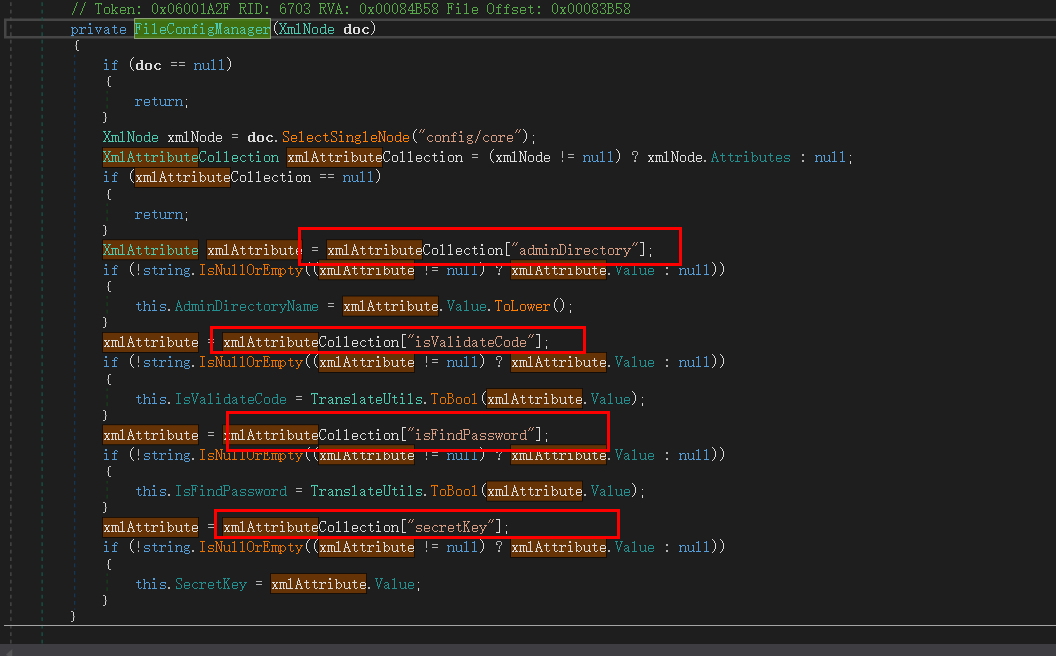 // Token: 0x06001A2F RID: 6703 RVA: 0x00084B58 File Offset: 0x00083B58
private FileConfigManager(XmlNode doc)
{
if (doc == null)
{
return;
}
XmlNode xmlNode = doc.SelectSingleNode("config/core");
XmlAttributeCollection xmlAttributeCollection = (xmlNode != null) ? xmlNode.Attributes : null;
if (xmlAttributeCollection == null)
{
return;
}
XmlAttribute xmlAttribute = xmlAttributeCollection["adminDirectory"];
if (!string.IsNullOrEmpty((xmlAttribute != null) ? xmlAttribute.Value : null))
{
this.AdminDirectoryName = xmlAttribute.Value.ToLower();
}
xmlAttribute = xmlAttributeCollection["isValidateCode"];
if (!string.IsNullOrEmpty((xmlAttribute != null) ? xmlAttribute.Value : null))
{
this.IsValidateCode = TranslateUtils.ToBool(xmlAttribute.Value);
}
xmlAttribute = xmlAttributeCollection["isFindPassword"];
if (!string.IsNullOrEmpty((xmlAttribute != null) ? xmlAttribute.Value : null))
{
this.IsFindPassword = TranslateUtils.ToBool(xmlAttribute.Value);
}
xmlAttribute = xmlAttributeCollection["secretKey"];
if (!string.IsNullOrEmpty((xmlAttribute != null) ? xmlAttribute.Value : null))
{
this.SecretKey = xmlAttribute.Value;
}
}